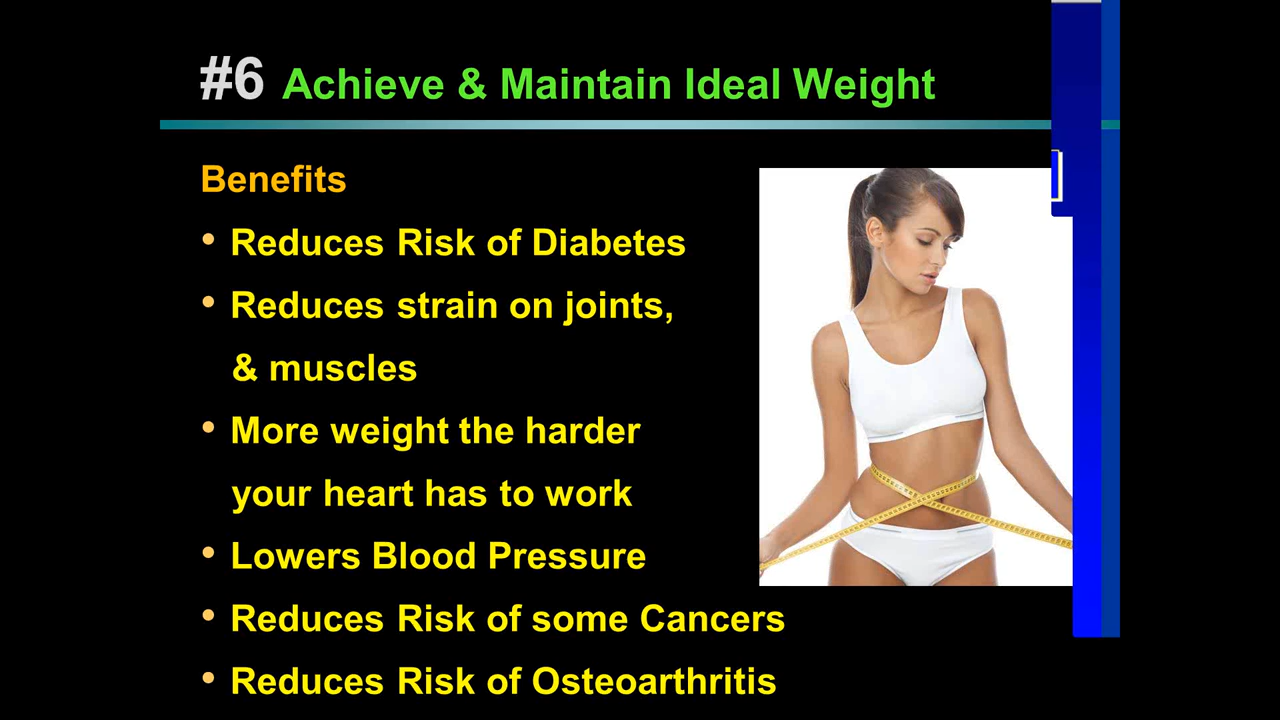 #6 Achieve & Maintain Ideal Weight
Benefits
• Reduces Risk of Diabetes
• Reduces strain on joints,
& muscles
• More weight the harder
your heart has to work
• Lowers Blood Pressure
• Reduces Risk of some Cancers
• Reduces Risk of Osteoarthritis